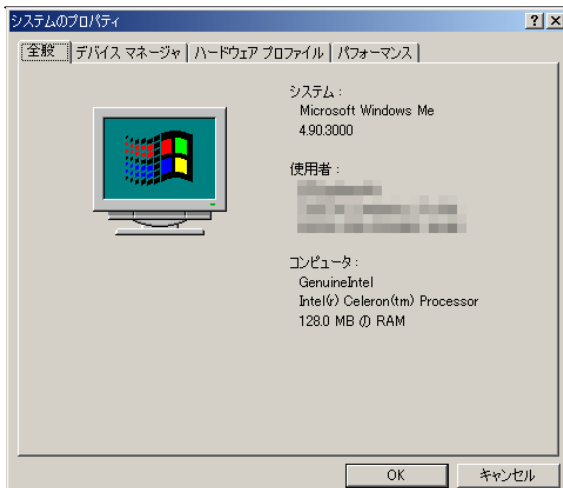 システムのプロパティ
全般
デバイス マネージャ
ハードウェア プロファイル
パフォーマンス
システム:
Microsoft Windows Me
4.90.3000
使用者:
コンピュータ:
GenuineIntel
Intel(r) Celeron(tm) Processor
128.0 MB の RAM
OK
キャンセル